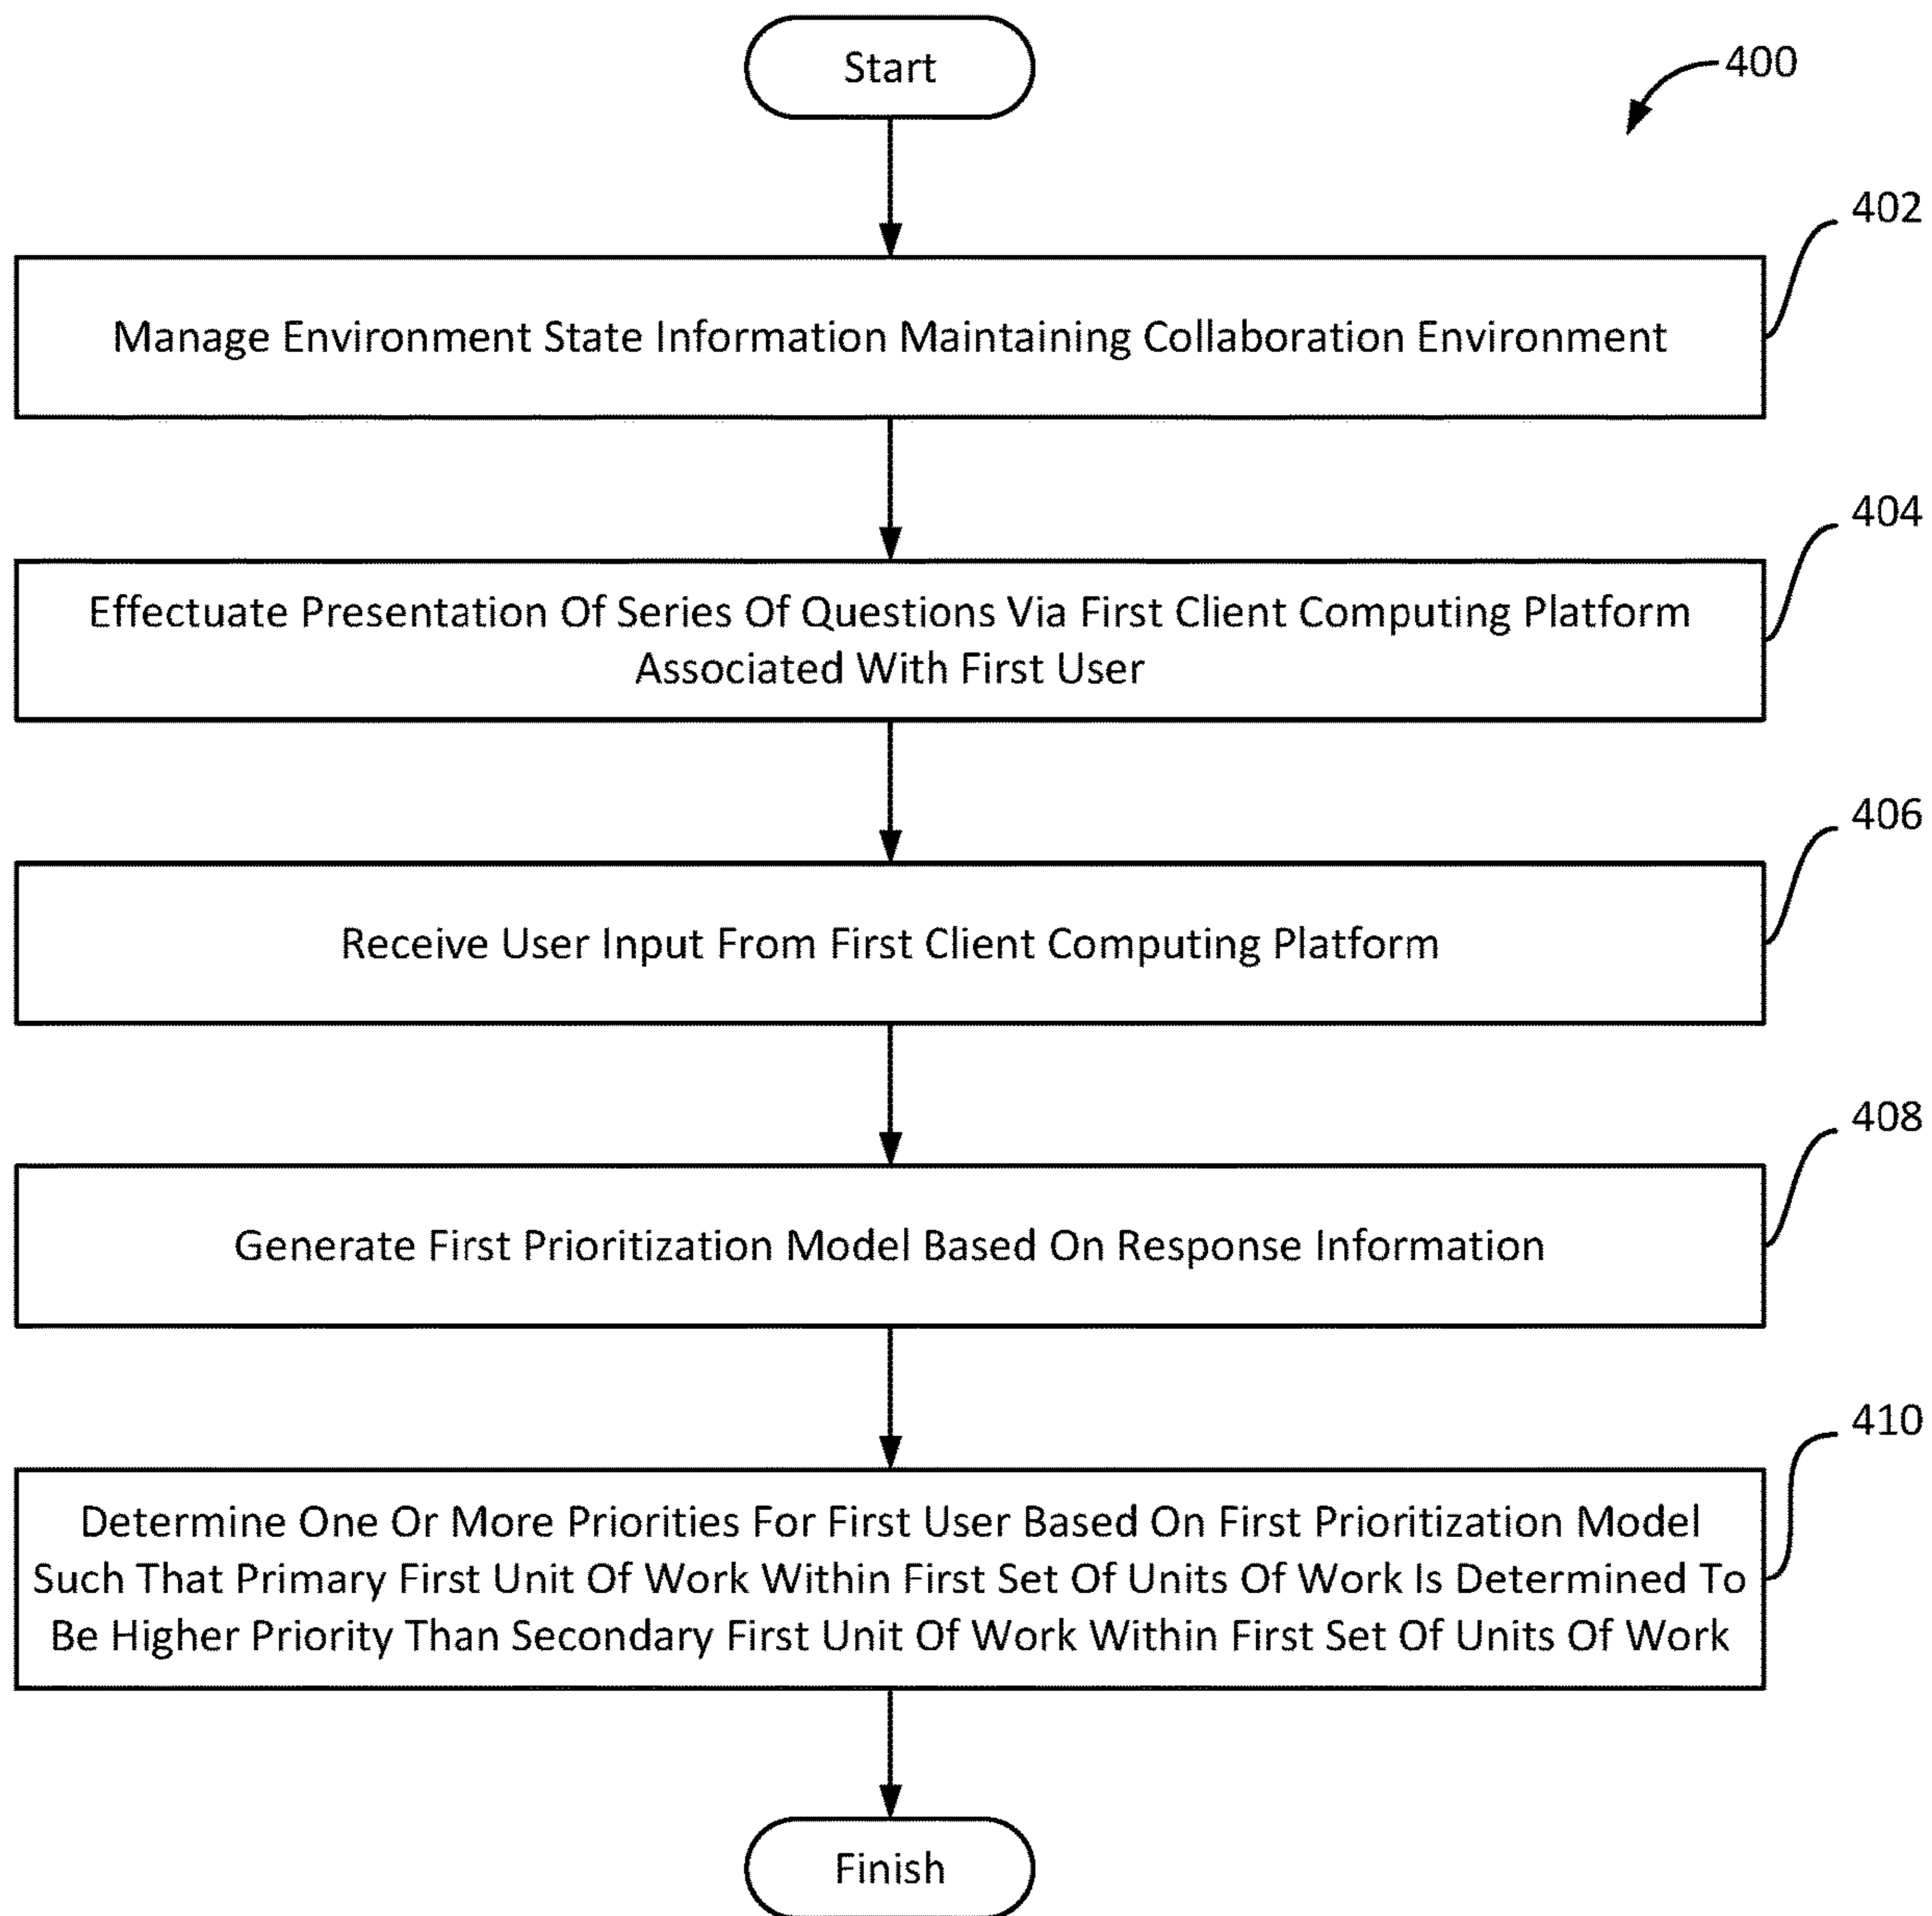 Start
400
402
Manage Environment State Information Maintaining Collaboration Environment
404
Effectuate Presentation Of Series Of Questions Via First Client Computing Platform
Associated With First User
406
Receive User Input From First Client Computing Platform
408
Generate First Prioritization Model Based On Response Information
410
Determine One Or More Priorities For First User Based On First Prioritization Model
Such That Primary First Unit Of Work Within First Set Of Units Of Work Is Determined To
Be Higher Priority Than Secondary First Unit Of Work Within First Set Of Units Of Work
Finish